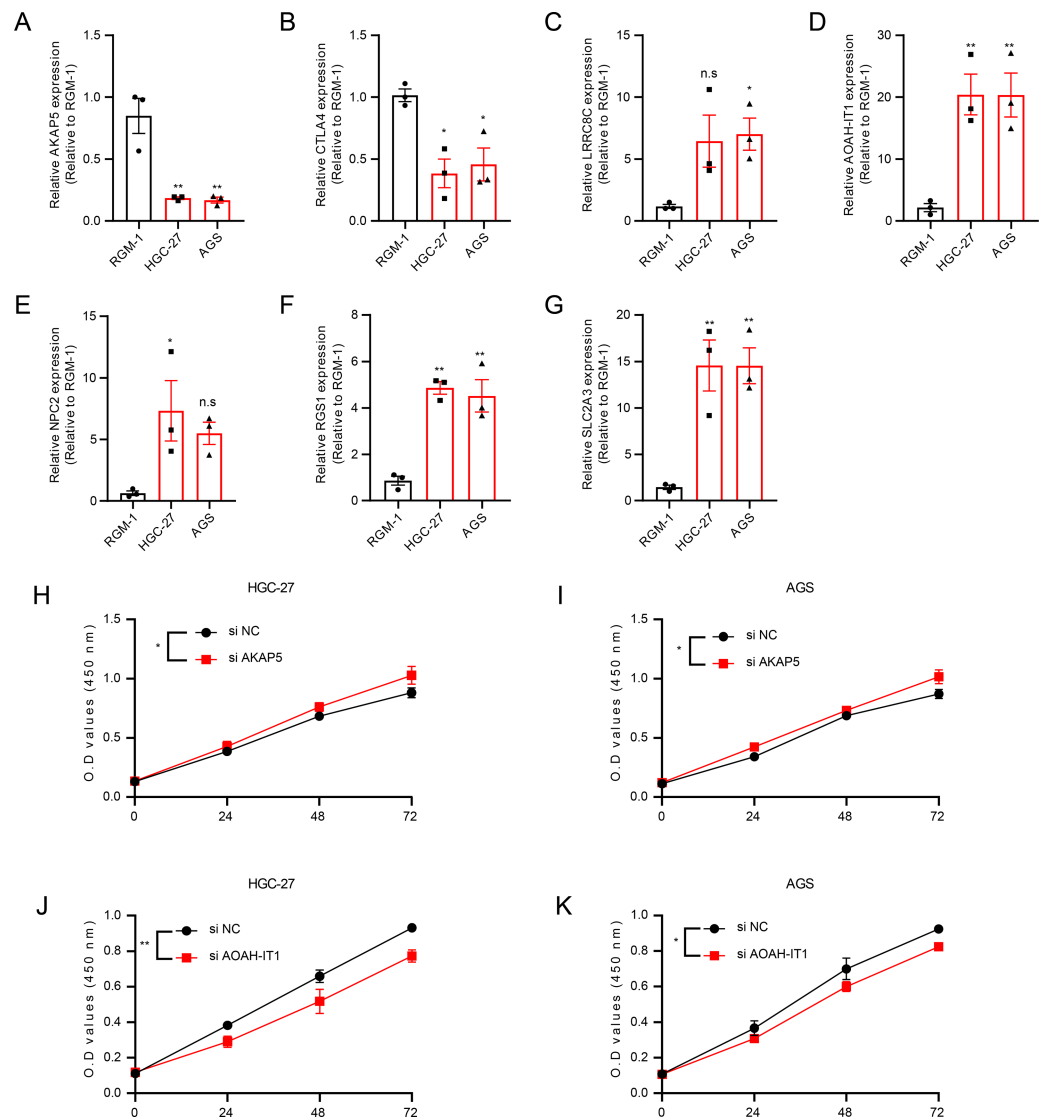 A
Relative AKAP5 expression
(Relative to RGM-1)
1.5
1.0
0.5
0.0
**
**
RGM-1
HGC-27
AGS
B
Relative CTLA4 expression
(Relative to RGM-1)
1.5
1.0
0.5
0.0
*
*
RGM-1
HGC-27
AGS
C
Relative LRRC8C expression
(Relative to RGM-1)
15
10
5
0
n.s
*
RGM-1
HGC-27
AGS
D
Relative AOAH-IT1 expression
(Relative to RGM-1)
30
20
10
0
**
**
RGM-1
HGC-27
AGS
E
Relative NPC2 expression
(Relative to RGM-1)
15
10
5
0
*
n.s
RGM-1
HGC-27
AGS
F
Relative RGS1 expression
(Relative to RGM-1)
8
6
4
2
0
**
**
RGM-1
HGC-27
AGS
G
Relative SLC2A3 expression
(Relative to RGM-1)
20
15
10
5
0
**
**
RGM-1
HGC-27
AGS
H
HGC-27
O.D values (450 nm)
1.5
1.0
0.5
0.0
*
si NC
si AKAP5
0
24
48
72
I
AGS
O.D values (450 nm)
1.5
1.0
0.5
0.0
*
si NC
si AKAP5
0
24
48
72
J
HGC-27
O.D values (450 nm)
1.0
0.8
0.6
0.4
0.2
0.0
**
si NC
si AOAH-IT1
0
24
48
72
K
AGS
O.D values (450 nm)
1.0
0.8
0.6
0.4
0.2
0.0
*
si NC
si AOAH-IT1
0
24
48
72